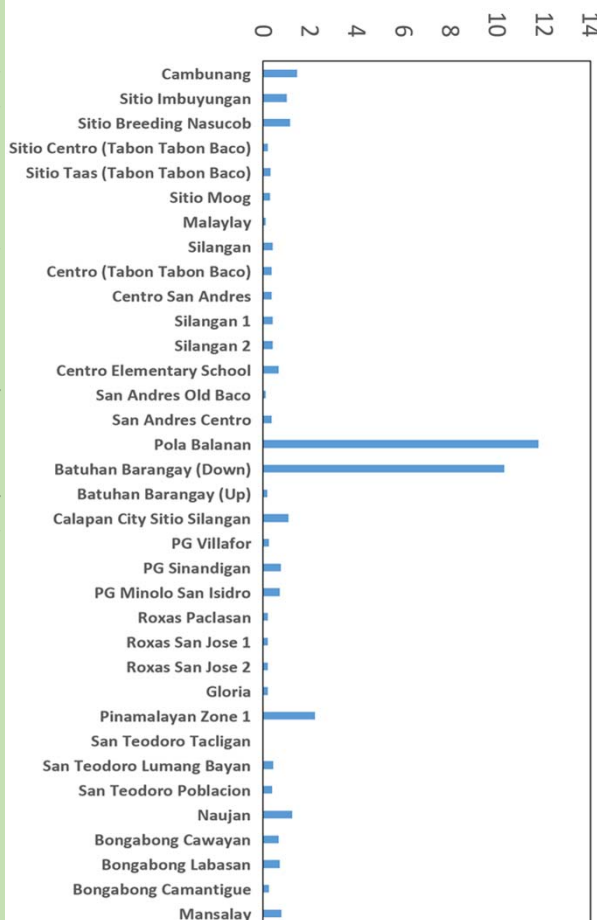 0 2 4 6 8 10 12 14
Cambunang
Sitio Imbuyungan
Sitio Breeding Nasucob
Sitio Centro (Tabon Tabon Baco)
Sitio Taas (Tabon Tabon Baco)
Sitio Moog
Malaylay
Silangan
Centro (Tabon Tabon Baco)
Centro San Andres
Silangan 1
Silangan 2
Centro Elementary School
San Andres Old Baco
San Andres Centro
Pola Balanan
Batuhan Barangay (Down)
Batuhan Barangay (Up)
Calapan City Sitio Silangan
PG Villafor
PG Sinandigan
PG Minolo San Isidro
Roxas Paclasan
Roxas San Jose 1
Roxas San Jose 2
Gloria
Pinamalayan Zone 1
San Teodoro Tacligan
San Teodoro Lumang Bayan
San Teodoro Poblacion
Naujan
Bongabong Cawayan
Bongabong Labasan
Bongabong Camantigue
Mansalay